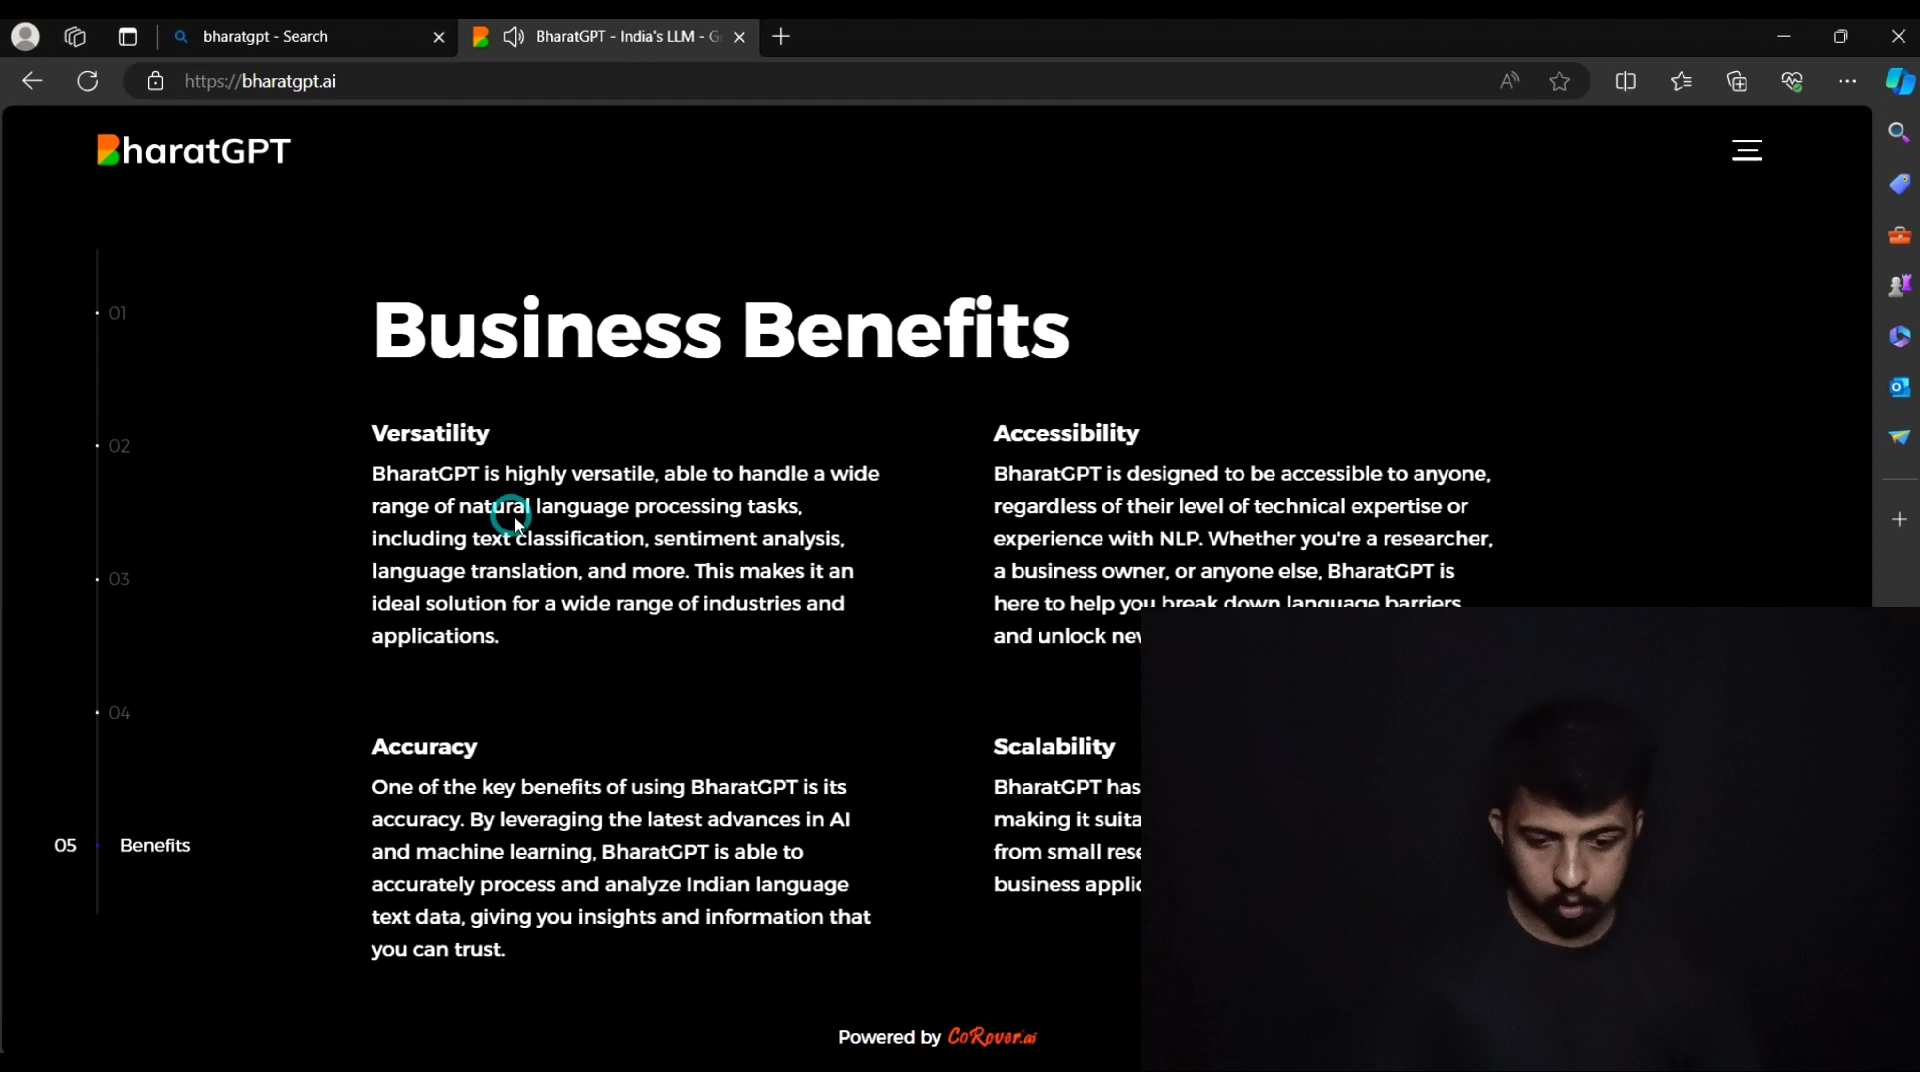 bharatgpt - Search
BharatGPT - India's LLM - G
https://bharatgpt.ai
BharatGPT
01
02
03
04
05 Benefits
Business Benefits
Versatility
BharatGPT is highly versatile, able to handle a wide
range of natural language processing tasks,
including text classification, sentiment analysis,
language translation, and more. This makes it an
ideal solution for a wide range of industries and
applications.
Accessibility
BharatGPT is designed to be accessible to anyone,
regardless of their level of technical expertise or
experience with NLP. Whether you're a researcher,
a business owner, or anyone else, BharatGPT is
here to help you break down language barriers
and unlock
Accuracy
One of the key benefits of using BharatGPT is its
accuracy. By leveraging the latest advances in AI
and machine learning, BharatGPT is able to
accurately process and analyze Indian language
text data, giving you insights and information that
you can trust.
Scalability
BharatGPT has
making it
from small
business
Powered by CoRover.ai